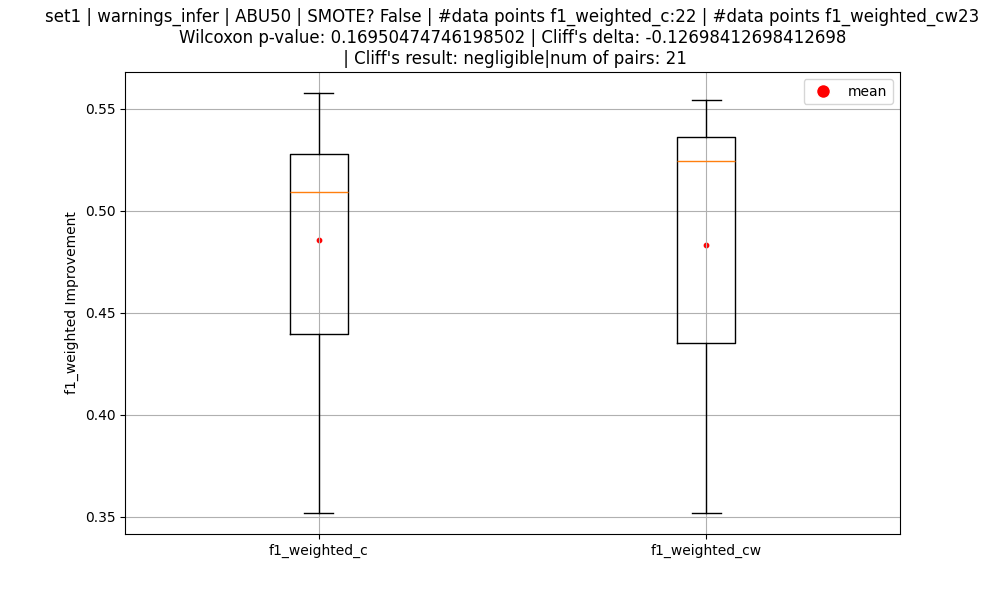 set1 | warnings_infer | ABU50 | SMOTE? False | #data points f1_weighted_c:22 | #data points f1_weighted_cw23
Wilcoxon p-value: 0.16950474746198502 | Cliff's delta: -0.12698412698412698
| Cliff's result: negligible|num of pairs: 21
mean
0.55
0.50
0.45
0.40
0.35
f1_weighted Improvement
f1_weighted_c
f1_weighted_cw